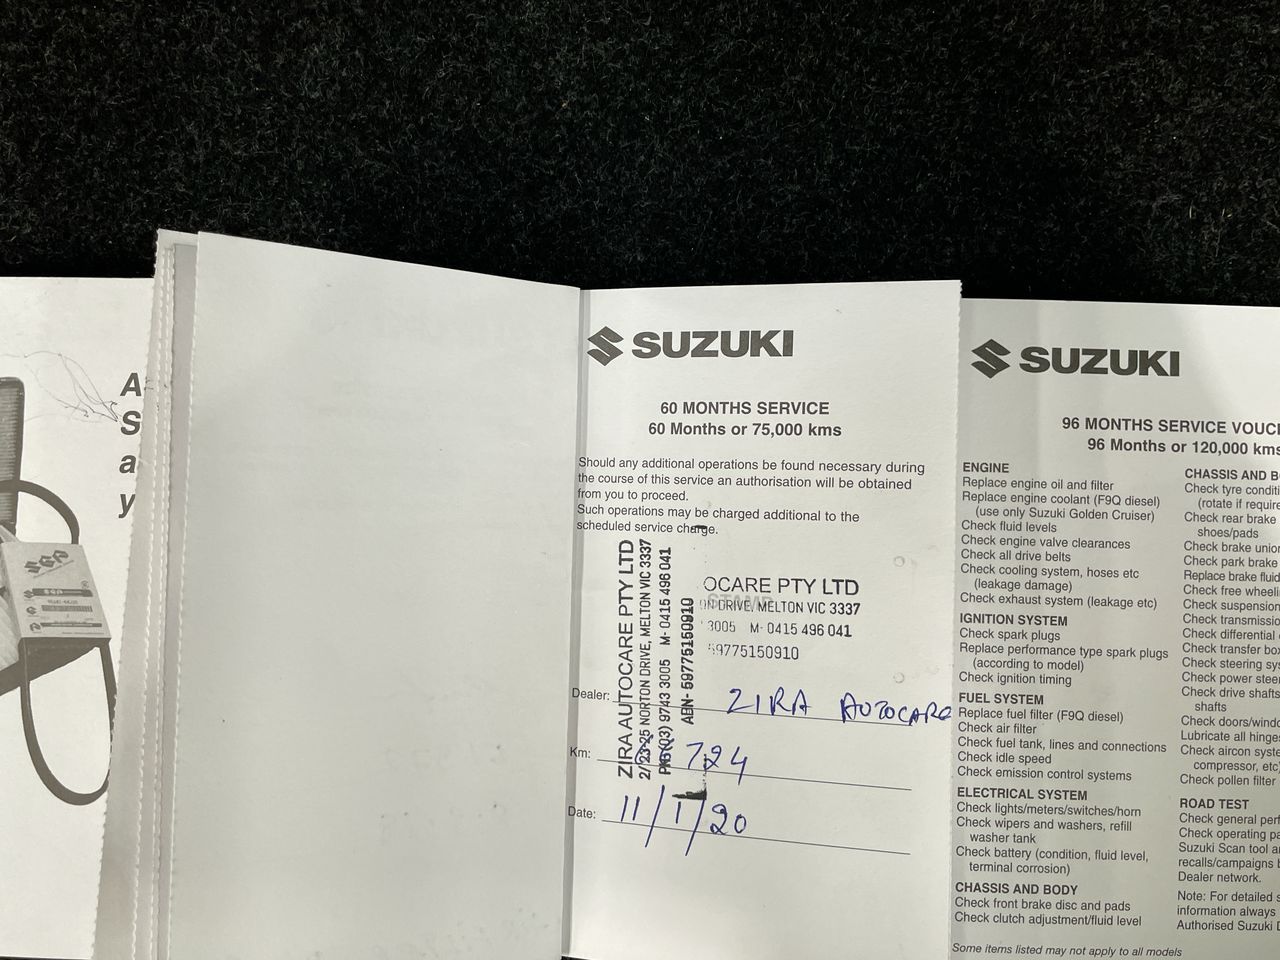 A
S
a
y
SUZUKI
60 MONTHS SERVICE
60 Months or 75,000 kms
Should any additional operations be found necessary during
the course of this service an authorisation will be obtained
from you to proceed.
Such operations may be charged additional to the
scheduled service charge.
ZIRA AUTOCARE PTY LTD
2/23-25 NORTON DRIVE, MELTON VIC 3337
(03) 9743 3005 M- 0415 496 041
ABN- 59775150910
OCARE PTY LTD
STAMP
ON DRIVE, MELTON VIC 3337
3005 M- 0415 496 041
59775150910
Dealer: ZIRA AUTOCARE
Km: 724
Date: 11/1/20
SUZUKI
96 MONTHS SERVICE VOUC
96 Months or 120,000 kms
ENGINE
Replace engine oil and filter
Replace engine coolant (F9Q diesel)
(use only Suzuki Golden Cruiser)
Check fluid levels
Check engine valve clearances
Check all drive belts
Check cooling system, hoses etc
(leakage damage)
Check exhaust system (leakage etc)
IGNITION SYSTEM
Check spark plugs
Replace performance type spark plugs
(according to model)
Check ignition timing
FUEL SYSTEM
Replace fuel filter (F9Q diesel)
Check air filter
Check fuel tank, lines and connections
Check idle speed
Check emission control systems
ELECTRICAL SYSTEM
Check lights/meters/switches/horn
Check wipers and washers, refill
washer tank
Check battery (condition, fluid level,
terminal corrosion)
CHASSIS AND BODY
Check front brake disc and pads
Check clutch adjustment/fluid level
CHASSIS AND B
Check tyre conditi
(rotate if require
Check rear brake
shoes/pads
Check brake union
Check park brake
Replace brake fluid
Check free wheeli
Check suspension
Check transmissio
Check differential
Check transfer box
Check steering sys
Check power steer
Check drive shafts
shafts
Check doors/windo
Lubricate all hinge
Check aircon syste
compressor, etc
Check pollen filter
ROAD TEST
Check general perf
Check operating pa
Suzuki Scan tool a
recalls/campaigns
Dealer network.
Note: For detailed s
information always
Authorised Suzuki D
Some items listed may not apply to all models